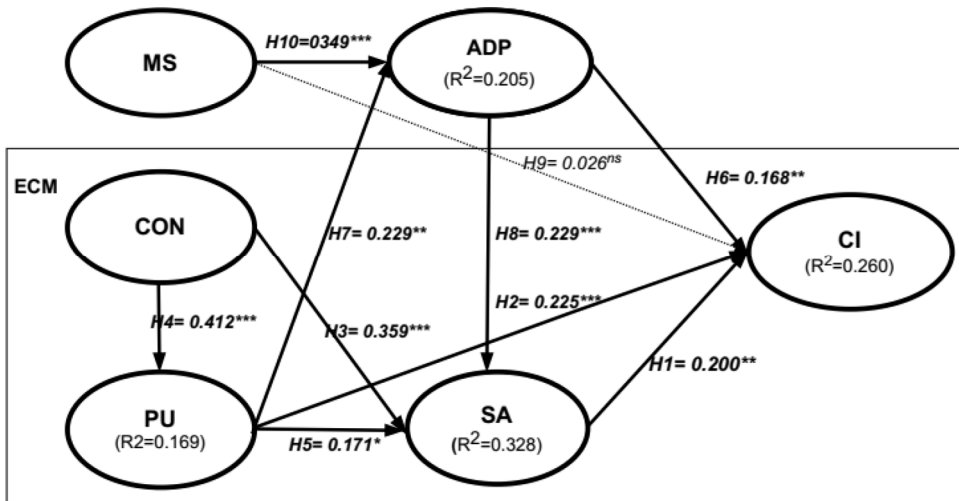 H10=0349***
MS
ADP
(R²=0.205)
H9= 0.026ⁿˢ
H6= 0.168**
ECM
CON
H7= 0.229**
H8= 0.229***
CI
(R²=0.260)
H4= 0.412***
H3= 0.359***
H2= 0.225***
H1= 0.200**
PU
(R2=0.169)
H5= 0.171*
SA
(R²=0.328)